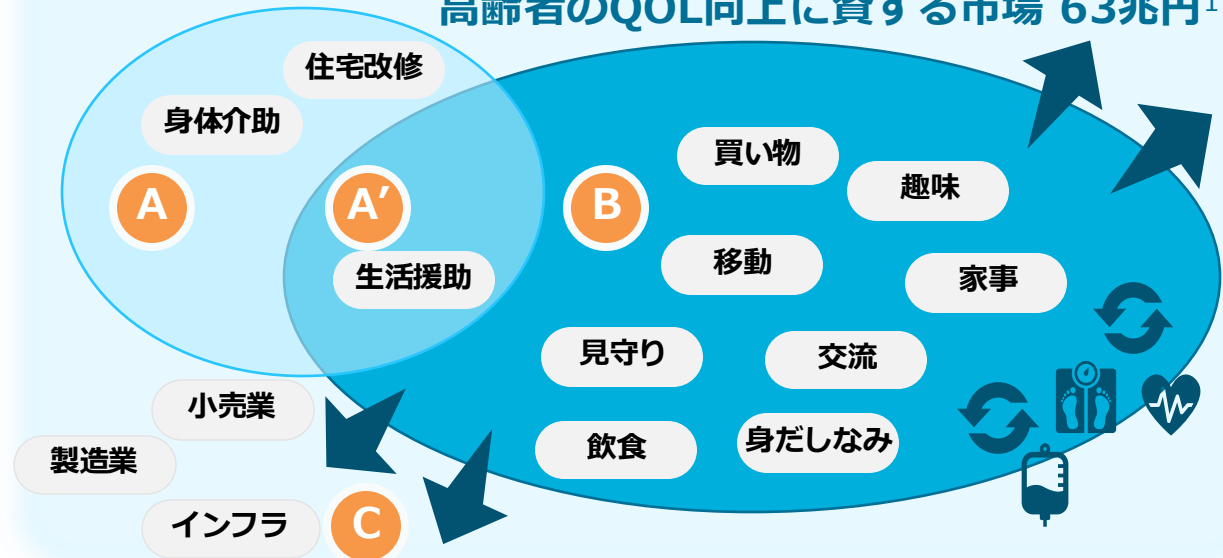 高齢者のQOL向上に資する市場 63兆円1
住宅改修
身体介助
買い物
趣味
A
A′
B
生活援助
移動
家事
見守り
交流
小売業
飲食
身だしなみ
製造業
インフラ
C